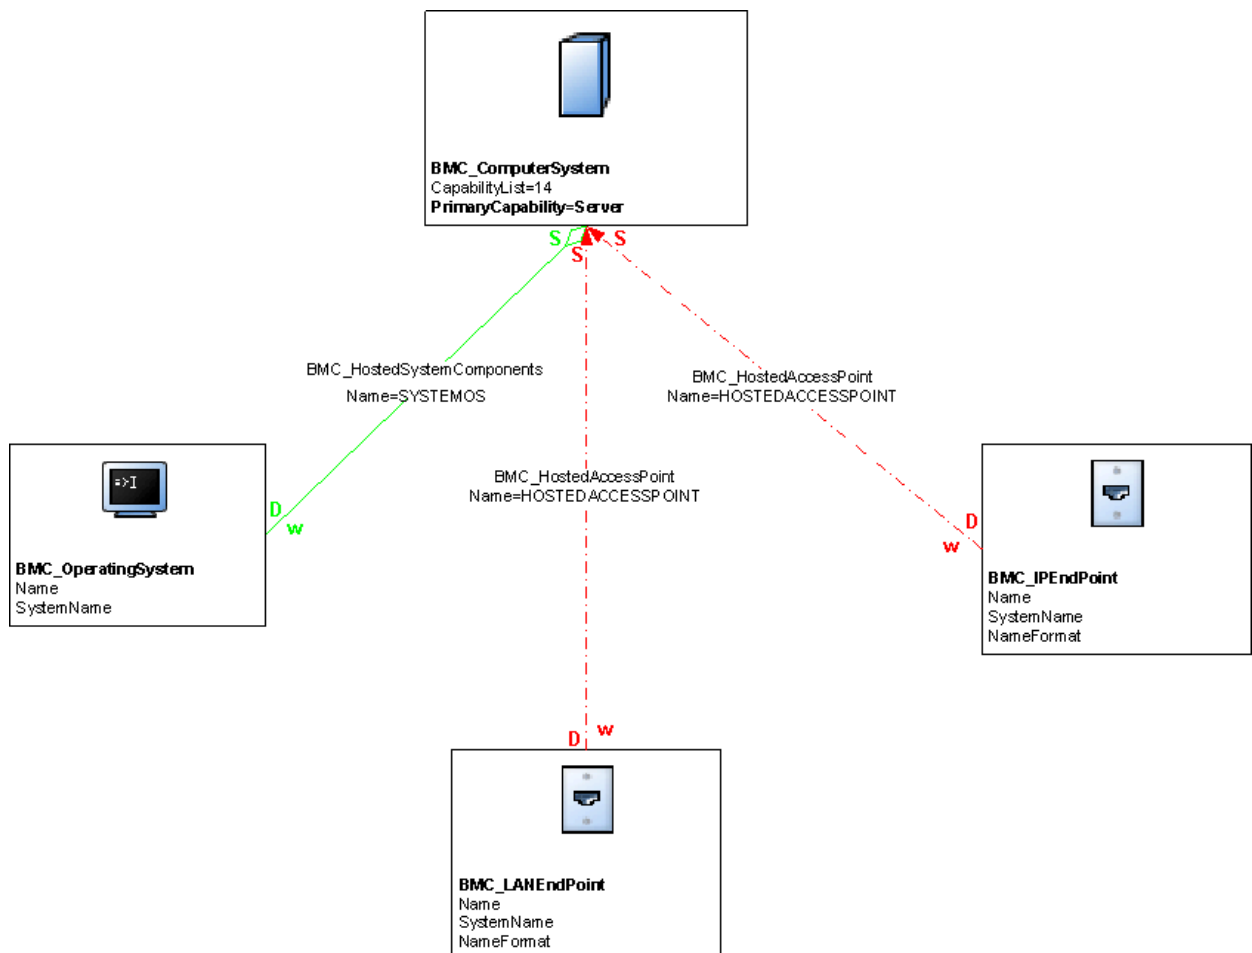 BMC_ComputerSystem
CapabilityList=14
PrimaryCapability=Server
S
S
S
BMC_HostedSystemComponents
Name=SYSTEMOS
BMC_HostedAccessPoint
Name=HOSTEDACCESSPOINT
BMC_HostedAccessPoint
Name=HOSTEDACCESSPOINT
=>I
D
w
BMC_OperatingSystem
Name
SystemName
D
w
BMC_IPEndPoint
Name
SystemName
NameFormat
D
w
BMC_LANEndPoint
Name
SystemName
NameFormat